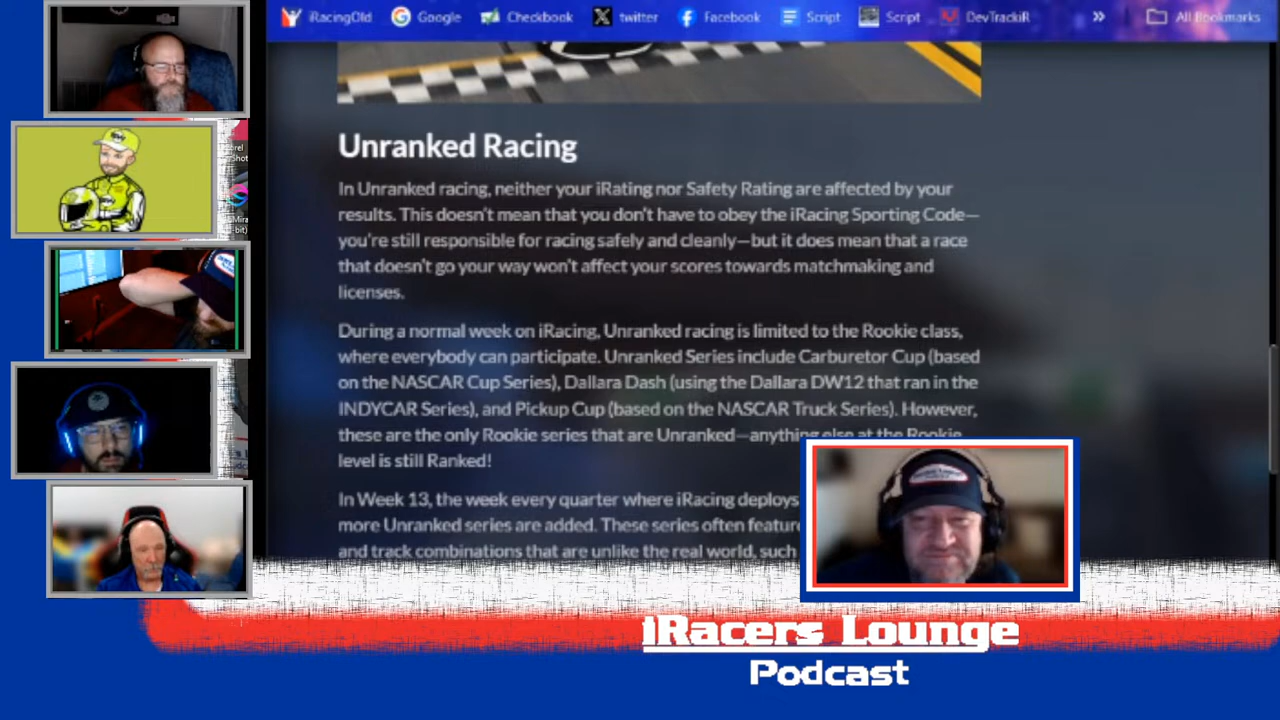 iRacingOld Google Checkbook twitter Facebook Script Script DevTrackiR » All Bookmarks
Unranked Racing
In Unranked racing, neither your iRating nor Safety Rating are affected by your
results. This doesn't mean that you don't have to obey the iRacing Sporting Code—
you're still responsible for racing safely and cleanly—but it does mean that a race
that doesn't go your way won't affect your scores towards matchmaking and
licenses.
During a normal week on iRacing, Unranked racing is limited to the Rookie class,
where everybody can participate. Unranked Series include Carburetor Cup (based
on the NASCAR Cup Series), Dallara Dash (using the Dallara DW12 that ran in the
INDYCAR Series), and Pickup Cup (based on the NASCAR Truck Series). However,
these are the only Rookie series that are Unranked—anything else at the Rookie
level is still Ranked!
In Week 13, the week every quarter where iRacing deploys
more Unranked series are added. These series often feature
and track combinations that are unlike the real world, such
iRacers Lounge
Podcast